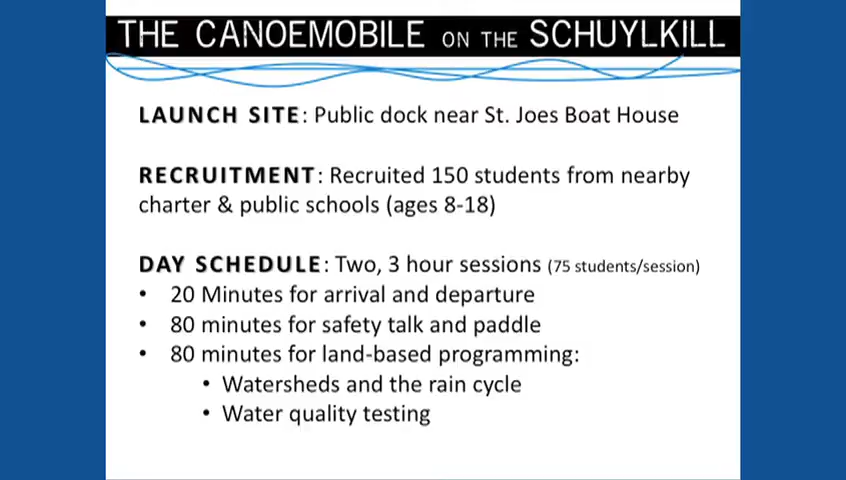 THE CANOEMOBILE ON THE SCHUYLKILL
LAUNCH SITE: Public dock near St. Joes Boat House
RECRUITMENT: Recruited 150 students from nearby
charter & public schools (ages 8-18)
DAY SCHEDULE: Two, 3 hour sessions (75 students/session)
• 20 Minutes for arrival and departure
• 80 minutes for safety talk and paddle
• 80 minutes for land-based programming:
• Watersheds and the rain cycle
• Water quality testing